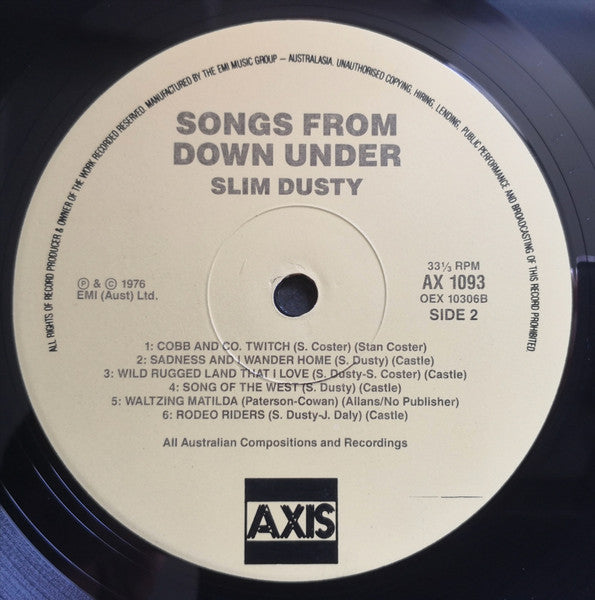 ALL RIGHTS OF RECORD PRODUCER & OWNER OF THE WORK RECORDED RESERVED. MANUFACTURED BY THE EMI MUSIC GROUP – AUSTRALASIA. UNAUTHORISED COPYING, HIRING, LENDING, PUBLIC PERFORMANCE AND BROADCASTING OF THIS RECORD PROHIBITED
SONGS FROM
DOWN UNDER
SLIM DUSTY
℗ & © 1976
EMI (Aust) Ltd.
33⅓ RPM
AX 1093
OEX 10306B
SIDE 2
1: COBB AND CO. TWITCH (S. Coster) (Stan Coster)
2: SADNESS AND I WANDER HOME (S. Dusty) (Castle)
3: WILD RUGGED LAND THAT I LOVE (S. Dusty-S. Coster) (Castle)
4: SONG OF THE WEST (S. Dusty) (Castle)
5: WALTZING MATILDA (Paterson-Cowan) (Allans/No Publisher)
6: RODEO RIDERS (S. Dusty-J. Daly) (Castle)
All Australian Compositions and Recordings
AXIS